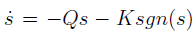 ṡ = −Qs − Ksgn(s)